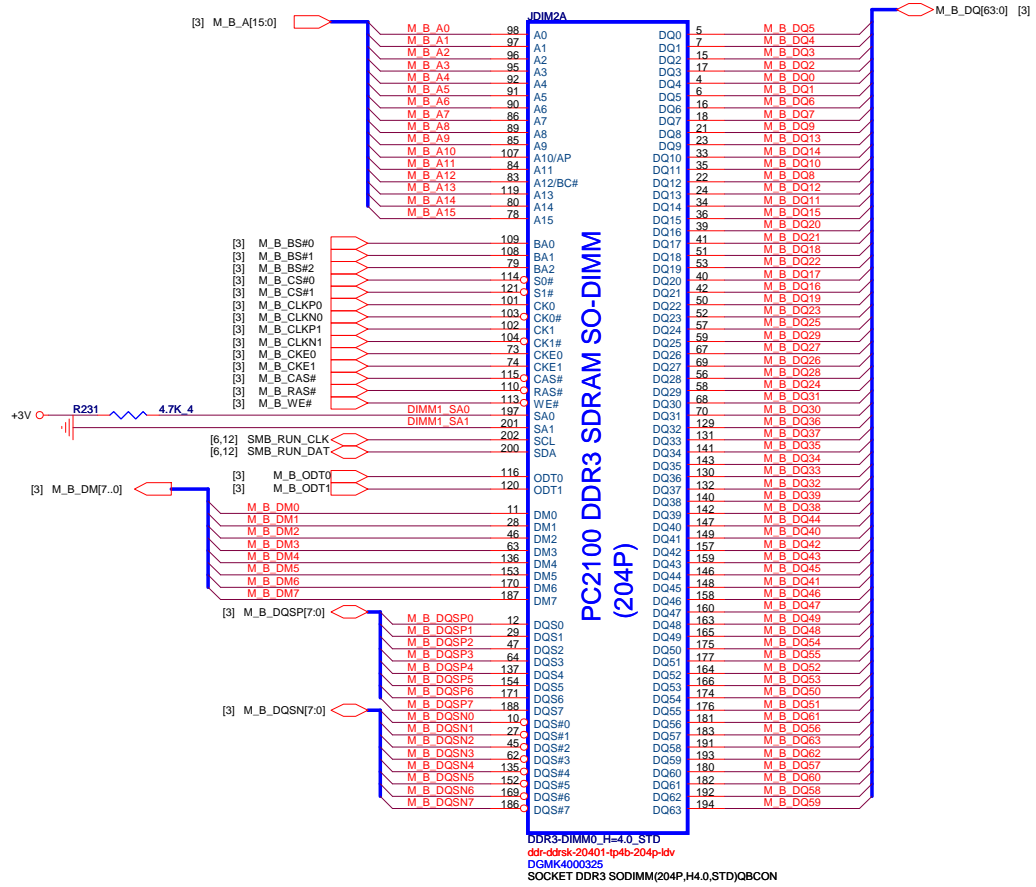 JDIM2A
[3] M_B_A[15:0]
M_B_A0 98 A0
M_B_A1 97 A1
M_B_A2 96 A2
M_B_A3 95 A3
M_B_A4 92 A4
M_B_A5 91 A5
M_B_A6 90 A6
M_B_A7 86 A7
M_B_A8 89 A8
M_B_A9 85 A9
M_B_A10 107 A10/AP
M_B_A11 84 A11
M_B_A12 83 A12/BC#
M_B_A13 119 A13
M_B_A14 80 A14
M_B_A15 78 A15
[3] M_B_BS#0 109 BA0
[3] M_B_BS#1 108 BA1
[3] M_B_BS#2 79 BA2
[3] M_B_CS#0 114 S0#
[3] M_B_CS#1 121 S1#
[3] M_B_CLKP0 101 CK0
[3] M_B_CLKN0 103 CK0#
[3] M_B_CLKP1 102 CK1
[3] M_B_CLKN1 104 CK1#
[3] M_B_CKE0 73 CKE0
[3] M_B_CKE1 74 CKE1
[3] M_B_CAS# 115 CAS#
[3] M_B_RAS# 110 RAS#
[3] M_B_WE# 113 WE#
+3V R231 4.7K_4 DIMM1_SA0 197 SA0
DIMM1_SA1 201 SA1
[6,12] SMB_RUN_CLK 202 SCL
[6,12] SMB_RUN_DAT 200 SDA
[3] M_B_ODT0 116 ODT0
[3] M_B_ODT1 120 ODT1
[3] M_B_DM[7..0]
M_B_DM0 11 DM0
M_B_DM1 28 DM1
M_B_DM2 46 DM2
M_B_DM3 63 DM3
M_B_DM4 136 DM4
M_B_DM5 153 DM5
M_B_DM6 170 DM6
M_B_DM7 187 DM7
[3] M_B_DQSP[7:0]
M_B_DQSP0 12 DQS0
M_B_DQSP1 29 DQS1
M_B_DQSP2 47 DQS2
M_B_DQSP3 64 DQS3
M_B_DQSP4 137 DQS4
M_B_DQSP5 154 DQS5
M_B_DQSP6 171 DQS6
M_B_DQSP7 188 DQS7
[3] M_B_DQSN[7:0]
M_B_DQSN0 10 DQS#0
M_B_DQSN1 27 DQS#1
M_B_DQSN2 45 DQS#2
M_B_DQSN3 62 DQS#3
M_B_DQSN4 135 DQS#4
M_B_DQSN5 152 DQS#5
M_B_DQSN6 169 DQS#6
M_B_DQSN7 186 DQS#7
PC2100 DDR3 SDRAM SO-DIMM
(204P)
M_B_DQ[63:0] [3]
DQ0 5 M_B_DQ5
DQ1 7 M_B_DQ4
DQ2 15 M_B_DQ3
DQ3 17 M_B_DQ2
DQ4 4 M_B_DQ0
DQ5 6 M_B_DQ1
DQ6 16 M_B_DQ6
DQ7 18 M_B_DQ7
DQ8 21 M_B_DQ9
DQ9 23 M_B_DQ13
DQ10 33 M_B_DQ14
DQ11 35 M_B_DQ10
DQ12 22 M_B_DQ8
DQ13 24 M_B_DQ12
DQ14 34 M_B_DQ11
DQ15 36 M_B_DQ15
DQ16 39 M_B_DQ20
DQ17 41 M_B_DQ21
DQ18 51 M_B_DQ18
DQ19 53 M_B_DQ22
DQ20 40 M_B_DQ17
DQ21 42 M_B_DQ16
DQ22 50 M_B_DQ19
DQ23 52 M_B_DQ23
DQ24 57 M_B_DQ25
DQ25 59 M_B_DQ29
DQ26 67 M_B_DQ27
DQ27 69 M_B_DQ26
DQ28 56 M_B_DQ28
DQ29 58 M_B_DQ24
DQ30 68 M_B_DQ31
DQ31 70 M_B_DQ30
DQ32 129 M_B_DQ36
DQ33 131 M_B_DQ37
DQ34 141 M_B_DQ35
DQ35 143 M_B_DQ34
DQ36 130 M_B_DQ33
DQ37 132 M_B_DQ32
DQ38 140 M_B_DQ39
DQ39 142 M_B_DQ38
DQ40 147 M_B_DQ44
DQ41 149 M_B_DQ40
DQ42 157 M_B_DQ42
DQ43 159 M_B_DQ43
DQ44 146 M_B_DQ45
DQ45 148 M_B_DQ41
DQ46 158 M_B_DQ46
DQ47 160 M_B_DQ47
DQ48 163 M_B_DQ49
DQ49 165 M_B_DQ48
DQ50 175 M_B_DQ54
DQ51 177 M_B_DQ55
DQ52 164 M_B_DQ52
DQ53 166 M_B_DQ53
DQ54 174 M_B_DQ50
DQ55 176 M_B_DQ51
DQ56 181 M_B_DQ61
DQ57 183 M_B_DQ56
DQ58 191 M_B_DQ63
DQ59 193 M_B_DQ62
DQ60 180 M_B_DQ57
DQ61 182 M_B_DQ60
DQ62 192 M_B_DQ58
DQ63 194 M_B_DQ59
DDR3-DIMM0_H=4.0_STD
ddr-ddrsk-20401-tp4b-204p-ldv
DGMK4000325
SOCKET DDR3 SODIMM(204P,H4.0,STD)QBCON